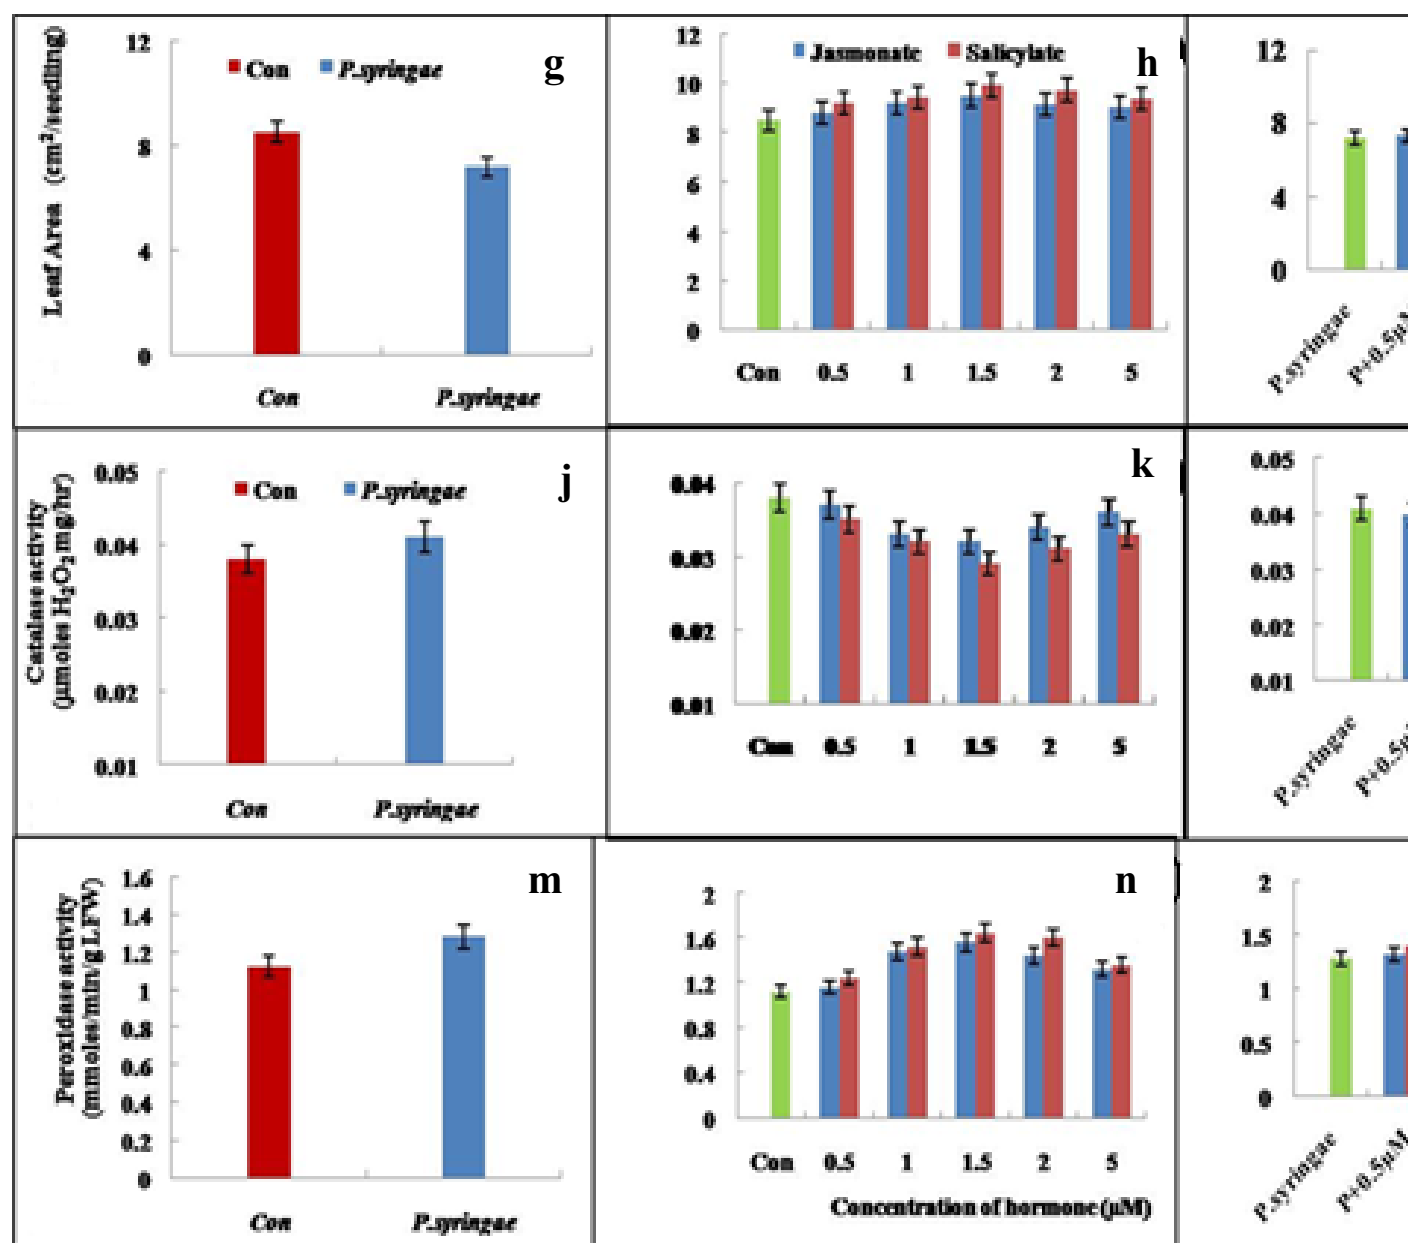 Leaf Area (cm²/seedling)
12
8
4
0
Con P.syringae
g
Con P.syringae
12
10
8
6
4
2
0
Jasmonate Salicylate
h
Con 0.5 1 1.5 2 5
12
8
4
0
P.syringae
P+0.5µM
Catalase activity
(µmoles H₂O₂ mg/hr)
0.05
0.04
0.03
0.02
0.01
Con P.syringae
j
Con P.syringae
0.04
0.03
0.02
0.01
k
Con 0.5 1 1.5 2 5
0.05
0.04
0.03
0.02
0.01
P.syringae
P+0.5µ
Peroxidase activity
(mmoles/min/g LFW)
1.6
1.4
1.2
1
0.8
0.6
0.4
0.2
0
m
Con P.syringae
2
1.6
1.2
0.8
0.4
0
n
Con 0.5 1 1.5 2 5
Concentration of hormone (µM)
2
1.5
1
0.5
0
P.syringae
P+0.5µM